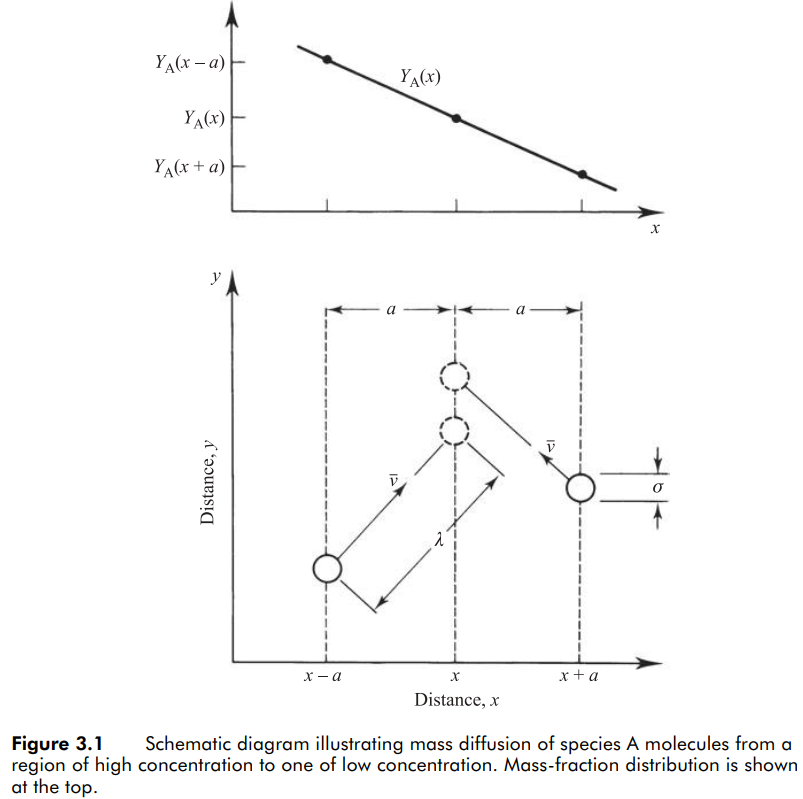 Y_A(x – a)
Y_A(x)
Y_A(x)
Y_A(x + a)
x
y
a
a
v̄
v̄
σ
λ
Distance, y
x – a
x
x + a
Distance, x
Figure 3.1 Schematic diagram illustrating mass diffusion of species A molecules from a
region of high concentration to one of low concentration. Mass-fraction distribution is shown
at the top.